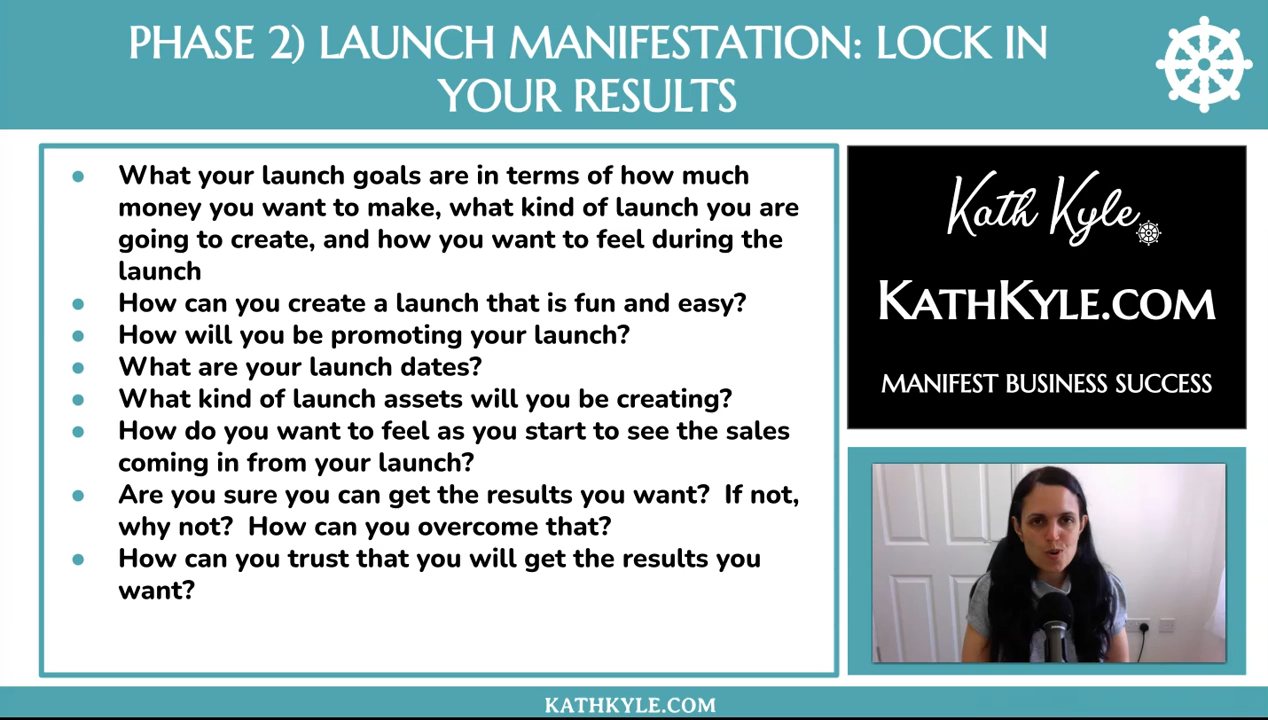 PHASE 2) LAUNCH MANIFESTATION: LOCK IN
YOUR RESULTS
What your launch goals are in terms of how much
money you want to make, what kind of launch you are
going to create, and how you want to feel during the
launch
How can you create a launch that is fun and easy?
How will you be promoting your launch?
What are your launch dates?
What kind of launch assets will you be creating?
How do you want to feel as you start to see the sales
coming in from your launch?
Are you sure you can get the results you want?  If not,
why not?  How can you overcome that?
How can you trust that you will get the results you
want?
Kath Kyle
KATHKYLE.COM
MANIFEST BUSINESS SUCCESS
KATHKYLE.COM